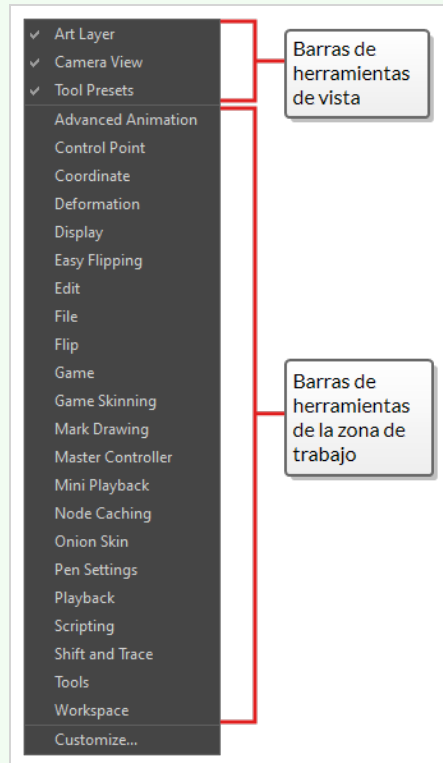 Art Layer
Camera View
Tool Presets
Advanced Animation
Control Point
Coordinate
Deformation
Display
Easy Flipping
Edit
File
Flip
Game
Game Skinning
Mark Drawing
Master Controller
Mini Playback
Node Caching
Onion Skin
Pen Settings
Playback
Scripting
Shift and Trace
Tools
Workspace
Customize...
Barras de
herramientas
de vista
Barras de
herramientas
de la zona de
trabajo